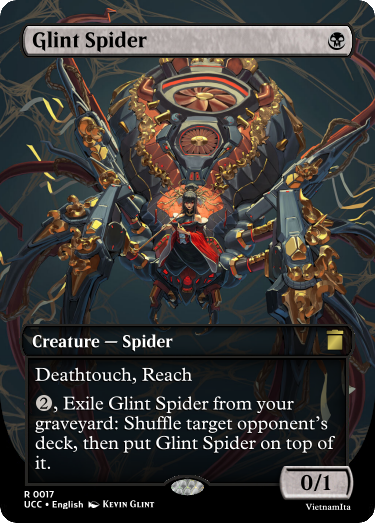 Glint Spider
Creature — Spider
Deathtouch, Reach
2, Exile Glint Spider from your
graveyard: Shuffle target opponent's
deck, then put Glint Spider on top of
it.
0/1
R 0017
UCC • English Kevin Glint
VietnamIta